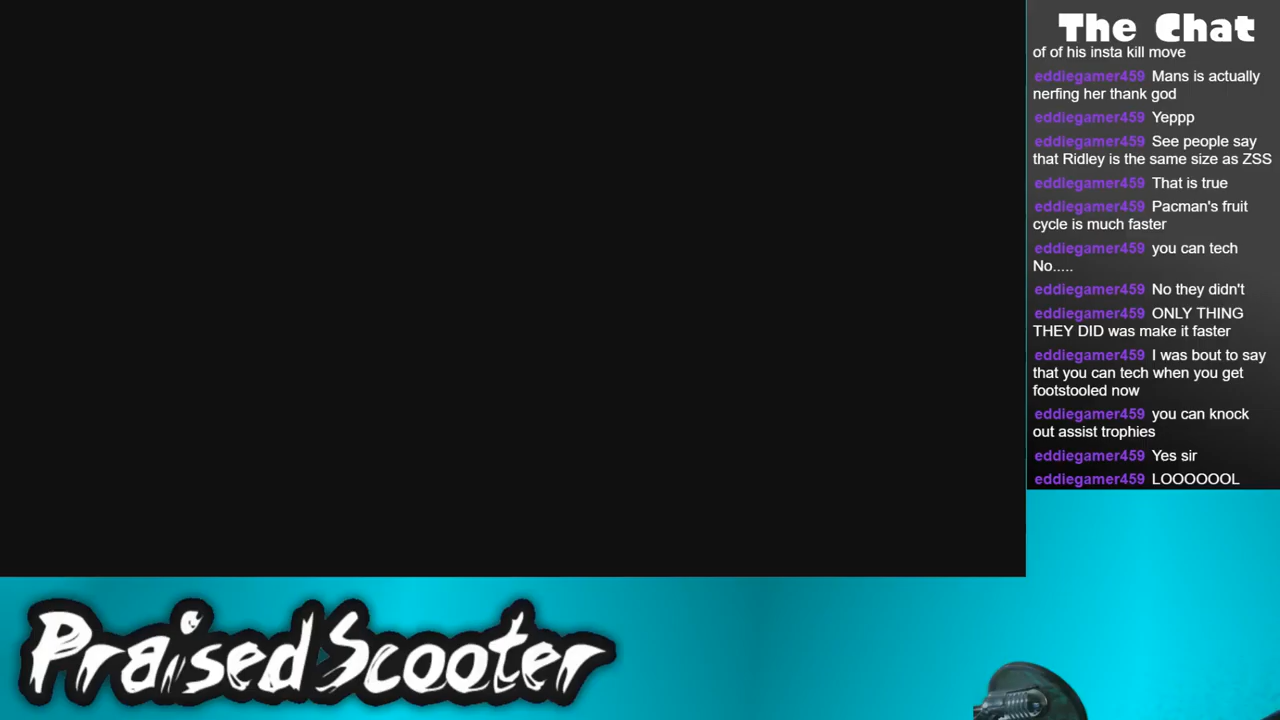 The Chat
of of his insta kill move
eddiegamer459 Mans is actually
nerfing her thank god
eddiegamer459 Yeppp
eddiegamer459 See people say
that Ridley is the same size as ZSS
eddiegamer459 That is true
eddiegamer459 Pacman's fruit
cycle is much faster
eddiegamer459 you can tech
No.....
eddiegamer459 No they didn't
eddiegamer459 ONLY THING
THEY DID was make it faster
eddiegamer459 I was bout to say
that you can tech when you get
footstooled now
eddiegamer459 you can knock
out assist trophies
eddiegamer459 Yes sir
eddiegamer459 LOOOOOOL
PraisedScooter